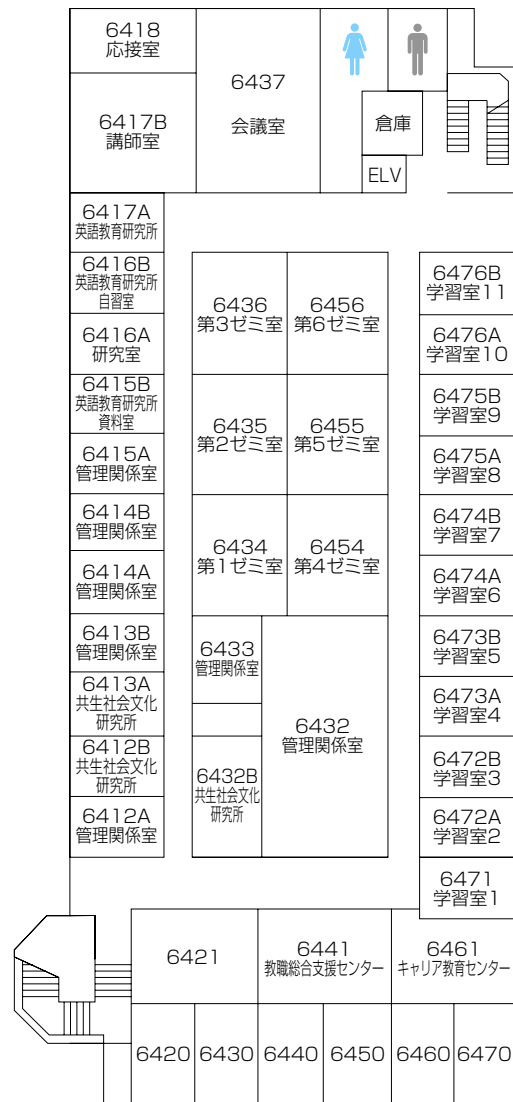 6418
応接室
6437
会議室
6417B
講師室
倉庫
ELV
6417A
英語教育研究所
6416B
英語教育研究所
自習室
6416A
研究室
6415B
英語教育研究所
資料室
6415A
管理関係室
6414B
管理関係室
6414A
管理関係室
6413B
管理関係室
6413A
共生社会文化
研究所
6412B
共生社会文化
研究所
6412A
管理関係室
6436
第3ゼミ室
6456
第6ゼミ室
6435
第2ゼミ室
6455
第5ゼミ室
6434
第1ゼミ室
6454
第4ゼミ室
6433
管理関係室
6432
管理関係室
6432B
共生社会文化
研究所
6476B
学習室11
6476A
学習室10
6475B
学習室9
6475A
学習室8
6474B
学習室7
6474A
学習室6
6473B
学習室5
6473A
学習室4
6472B
学習室3
6472A
学習室2
6471
学習室1
6421
6441
教職総合支援センター
6461
キャリア教育センター
6420
6430
6440
6450
6460
6470